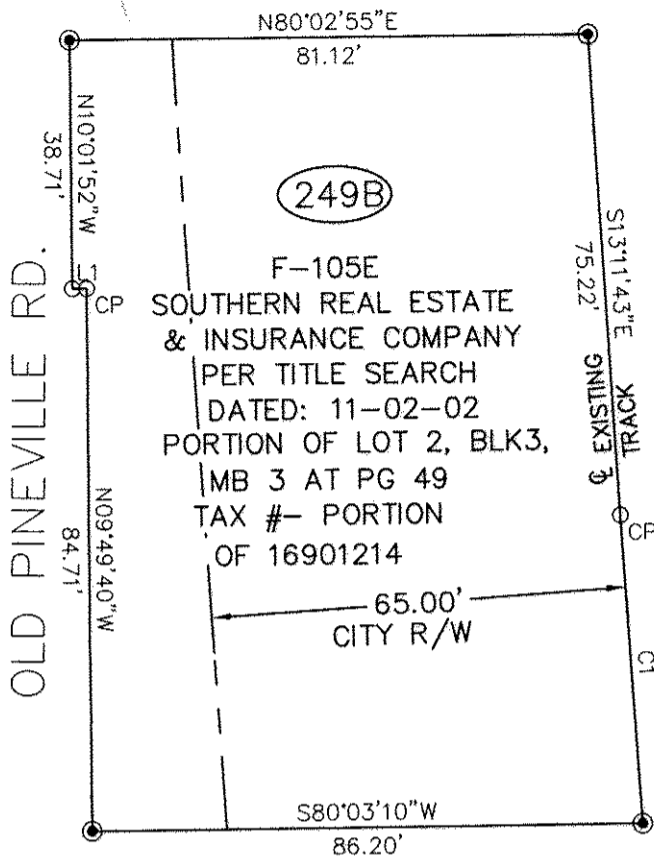 N80°02'55"E
81.12'
N10°01'52"W
38.71'
249B
S13°11'43"E
75.22'
F-105E
SOUTHERN REAL ESTATE
& INSURANCE COMPANY
PER TITLE SEARCH
DATED: 11-02-02
PORTION OF LOT 2, BLK3,
MB 3 AT PG 49
TAX #- PORTION
OF 16901214
CP
OLD PINEVILLE RD.
EXISTING
TRACK
CP
N09°49'40"W
84.71'
65.00'
CITY R/W
C1
S80°03'10"W
86.20'